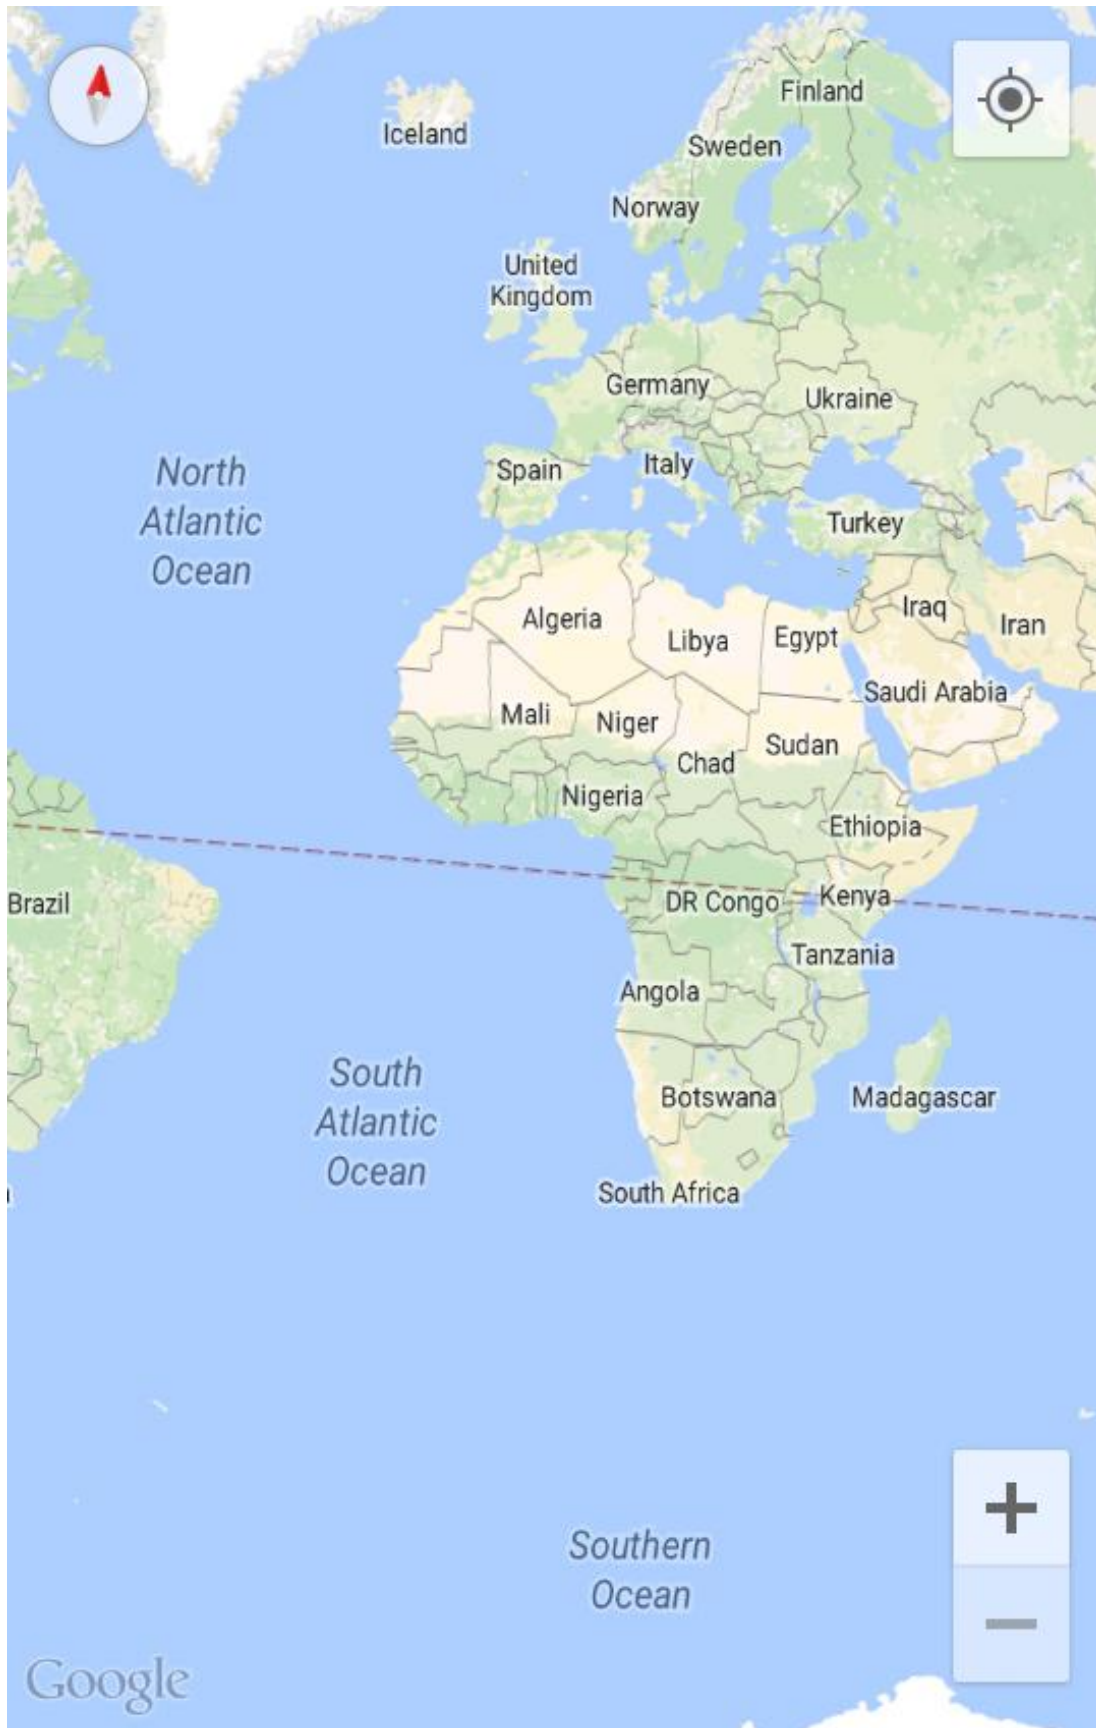 Finland
Iceland
Sweden
Norway
United
Kingdom
Germany
Ukraine
Spain
Italy
North
Atlantic
Ocean
Turkey
Algeria
Iraq
Iran
Libya
Egypt
Saudi Arabia
Mali
Niger
Sudan
Chad
Nigeria
Ethiopia
Brazil
DR Congo
Kenya
Tanzania
Angola
South
Atlantic
Ocean
Botswana
Madagascar
South Africa
Southern
Ocean
Google